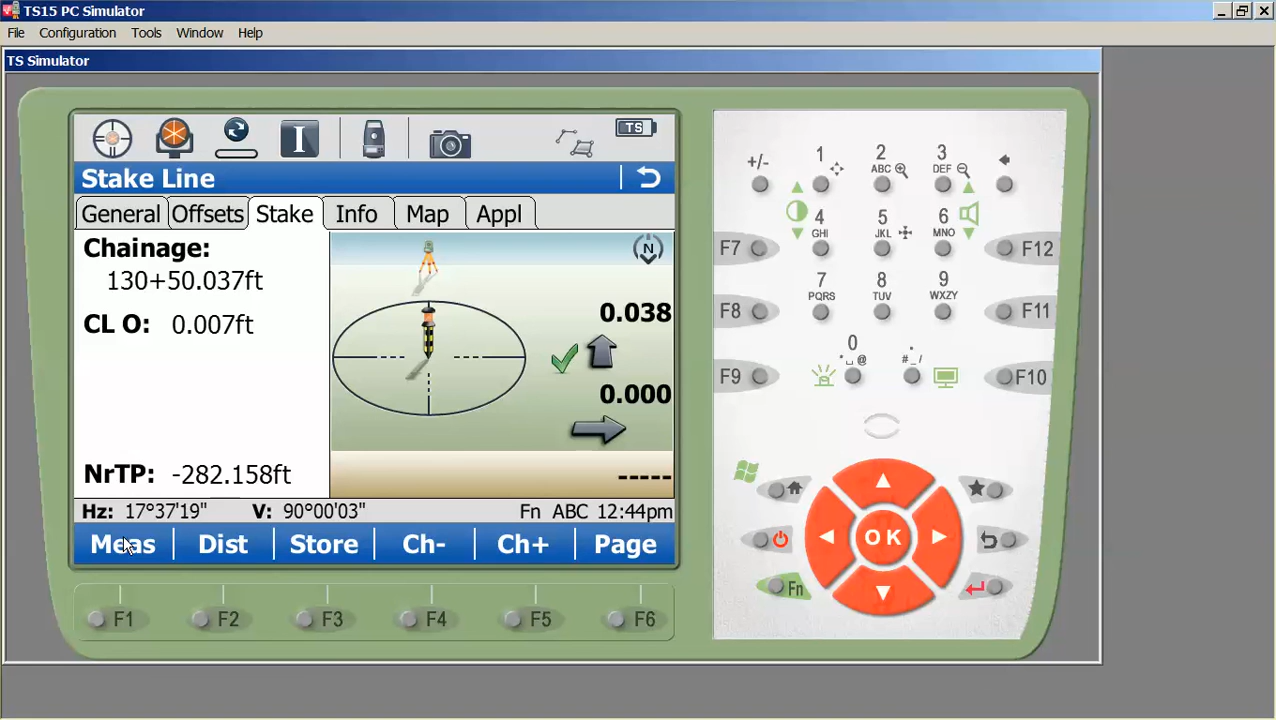 TS15 PC Simulator
File Configuration Tools Window Help
TS Simulator
TS
Stake Line
General Offsets Stake Info Map Appl
Chainage:
130+50.037ft
CL O: 0.007ft
N
0.038
0.000
NrTP: -282.158ft
-----
Hz: 17°37'19" V: 90°00'03" Fn ABC 12:44pm
Meas Dist Store Ch- Ch+ Page
F1 F2 F3 F4 F5 F6
+/- 1 2 ABC 3 DEF
F7 4 GHI 5 JKL 6 MNO F12
F8 7 PQRS 8 TUV 9 WXZY F11
F9 0 *␣@ . #_/ F10
OK
Fn